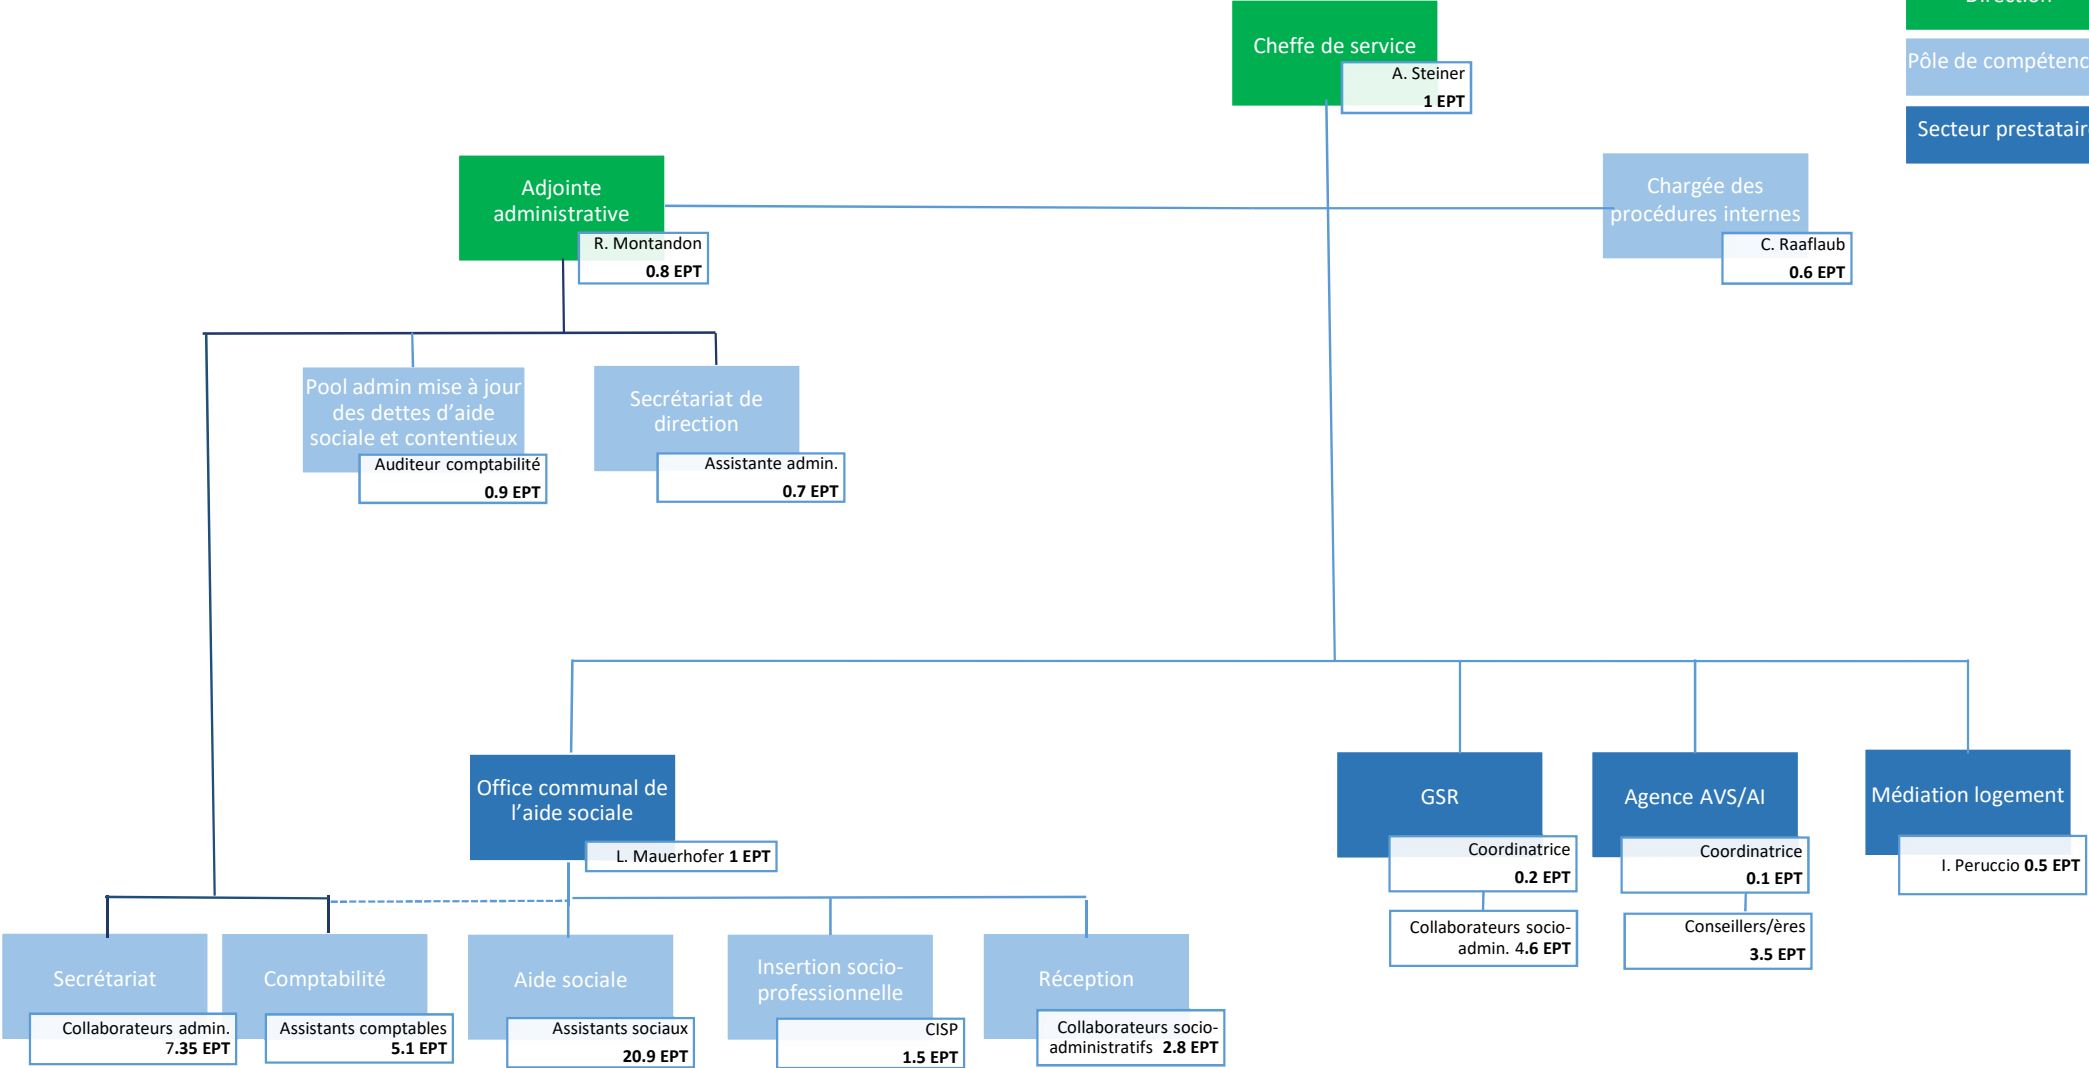 Direction
Cheffe de service
A. Steiner
1 EPT
Pôle de compétenc
Secteur prestatair
Adjointe
administrative
R. Montandon
0.8 EPT
Chargée des
procédures internes
C. Raaflaub
0.6 EPT
Pool admin mise à jour
des dettes d'aide
sociale et contentieux
Auditeur comptabilité
0.9 EPT
Secrétariat de
direction
Assistante admin.
0.7 EPT
Office communal de
l'aide sociale
L. Mauerhofer 1 EPT
GSR
Coordinatrice
0.2 EPT
Collaborateurs socio-
admin. 4.6 EPT
Agence AVS/AI
Coordinatrice
0.1 EPT
Conseillers/ères
3.5 EPT
Médiation logement
I. Peruccio 0.5 EPT
Secrétariat
Collaborateurs admin.
7.35 EPT
Comptabilité
Assistants comptables
5.1 EPT
Aide sociale
Assistants sociaux
20.9 EPT
Insertion socio-
professionnelle
CISP
1.5 EPT
Réception
Collaborateurs socio-
administratifs 2.8 EPT